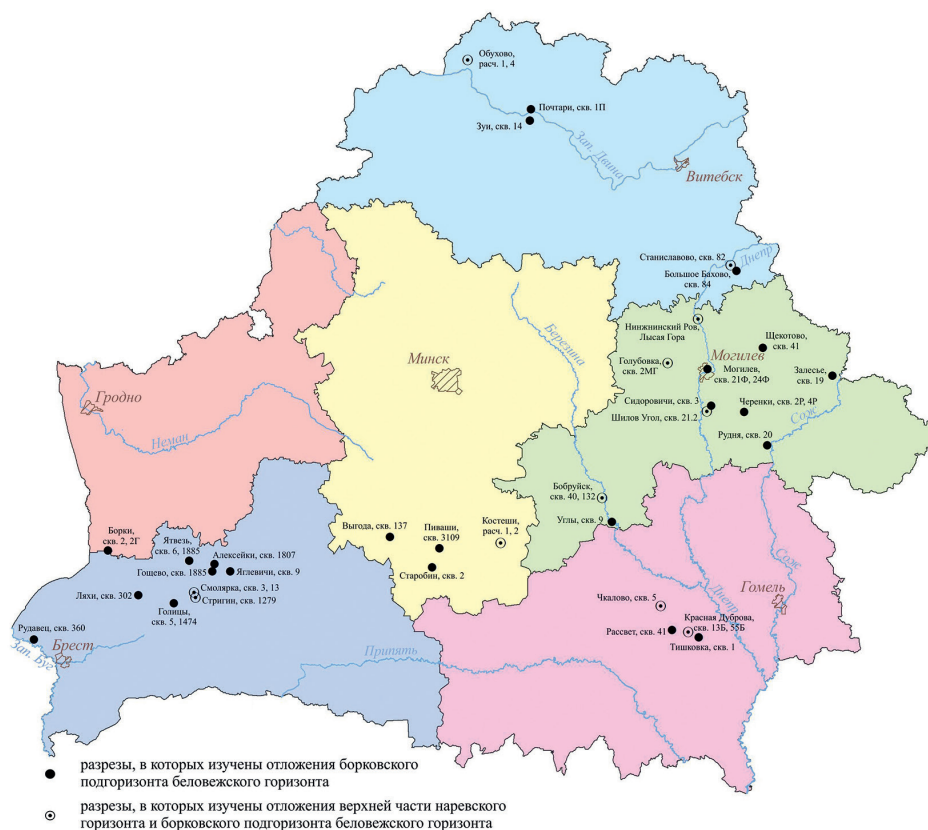 Обухово,
расч. 1, 4
Почтари, скв. 1П
Зуи, скв. 14
Зап. Двина
Витебск
Станиславово, скв. 82
Днепр
Большое Бахово,
скв. 84
Нинжнинский Ров,
Лысая Гора
Щекотово,
скв. 41
Березина
Минск
Голубовка,
скв. 2МГ
Могилев
Могилев,
скв. 21Ф, 24Ф
Залесье,
скв. 19
Гродно
Сидоровичи, скв. 3
Шилов Угол, скв. 21.2
Черенки, скв. 2Р, 4Р
Сож
Неман
Рудня, скв. 20
Бобруйск,
скв. 40, 132
Углы, скв. 9
Выгода, скв. 137
Пиваши,
скв. 3109
Костеши,
расч. 1, 2
Старобин, скв. 2
Борки,
скв. 2, 2Г
Ятвезь,
скв. 6, 1885
Алексейки, скв. 1807
Гощево, скв. 1885
Яглевичи, скв. 9
Смолярка, скв. 3, 13
Стригин, скв. 1279
Ляхи, скв. 302
Голицы,
скв. 5, 1474
Рудавец, скв. 360
Брест
Зап. Буг
Припять
Чкалово, скв. 5
Днепр
Гомель
Сож
Красная Дуброва,
скв. 13Б, 55Б
Рассвет, скв. 41
Тишковка, скв. 1
разрезы, в которых изучены отложения борковского
подгоризонта беловежского горизонта
разрезы, в которых изучены отложения верхней части наревского
горизонта и борковского подгоризонта беловежского горизонта